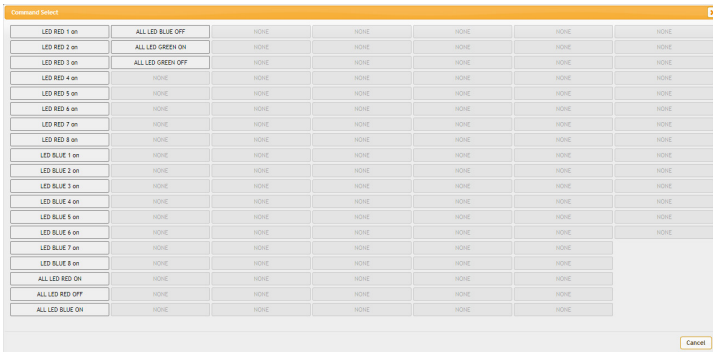 Command Select X
LED RED 1 on ALL LED BLUE OFF NONE NONE NONE NONE NONE
LED RED 2 on ALL LED GREEN ON NONE NONE NONE NONE NONE
LED RED 3 on ALL LED GREEN OFF NONE NONE NONE NONE NONE
LED RED 4 on NONE NONE NONE NONE NONE NONE
LED RED 5 on NONE NONE NONE NONE NONE NONE
LED RED 6 on NONE NONE NONE NONE NONE NONE
LED RED 7 on NONE NONE NONE NONE NONE NONE
LED RED 8 on NONE NONE NONE NONE NONE NONE
LED BLUE 1 on NONE NONE NONE NONE NONE NONE
LED BLUE 2 on NONE NONE NONE NONE NONE NONE
LED BLUE 3 on NONE NONE NONE NONE NONE NONE
LED BLUE 4 on NONE NONE NONE NONE NONE NONE
LED BLUE 5 on NONE NONE NONE NONE NONE NONE
LED BLUE 6 on NONE NONE NONE NONE NONE NONE
LED BLUE 7 on NONE NONE NONE NONE NONE
LED BLUE 8 on NONE NONE NONE NONE NONE
ALL LED RED ON NONE NONE NONE NONE NONE
ALL LED RED OFF NONE NONE NONE NONE NONE
ALL LED BLUE ON NONE NONE NONE NONE NONE
Cancel